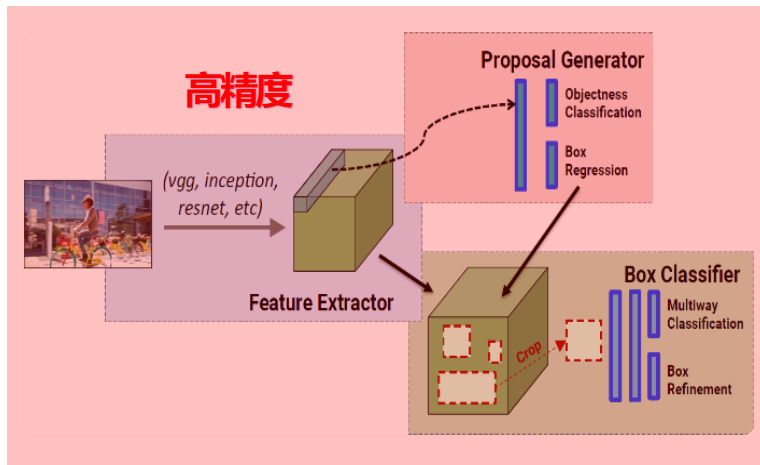 高精度
Proposal Generator
Objectness
Classification
Box
Regression
(vgg, inception,
resnet, etc)
Feature Extractor
Box Classifier
Multiway
Classification
Crop
Box
Refinement